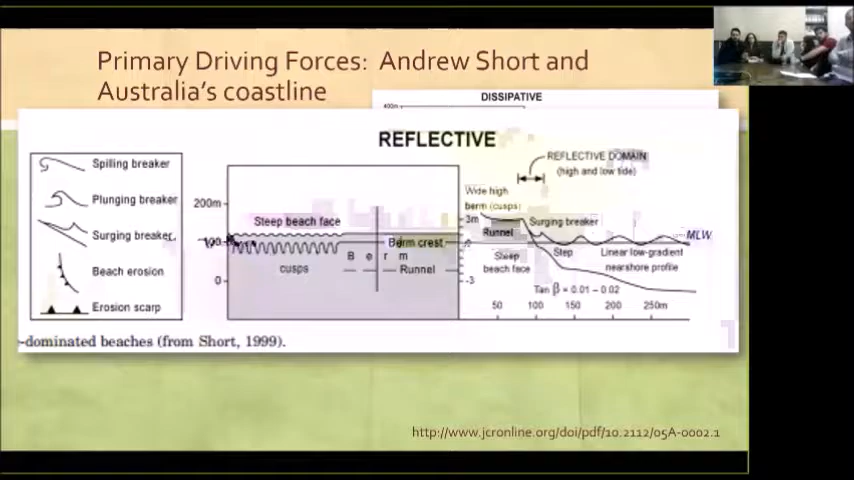 Primary Driving Forces: Andrew Short and
Australia's coastline
DISSIPATIVE
400m
REFLECTIVE
Spilling breaker
Plunging breaker
Surging breaker
Beach erosion
Erosion scarp
200m
100
0
Steep beach face
cusps
Berm crest
B e r m
Runnel
REFLECTIVE DOMAIN
(high and low tide)
Wide high
berm (cusps)
3m
0
-3
Runnel
Surging breaker
MLW
Steep
beach face
Step
Linear low-gradient
nearshore profile
Tan β = 0.01 – 0.02
50 100 150 200 250m
-dominated beaches (from Short, 1999).
http://www.jcronline.org/doi/pdf/10.2112/05A-0002.1